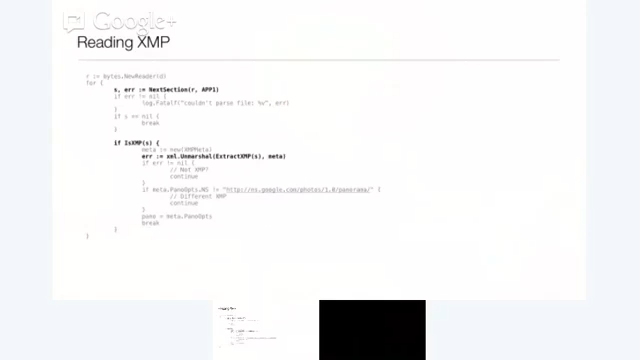 Google+
Reading XMP
r := bytes.NewReader(d)
for {
s, err := NextSection(r, APP1)
if err != nil {
log.Fatalf("couldn't parse file: %v", err)
}
if s == nil {
break
}
if IsXMP(s) {
meta := new(XMPMeta)
err := xml.Unmarshal(ExtractXMP(s), meta)
if err != nil {
// Not XMP?
continue
}
if meta.PanoOpts.NS != "http://ns.google.com/photos/1.0/panorama/" {
// Different XMP
continue
}
pano = meta.PanoOpts
break
}
}